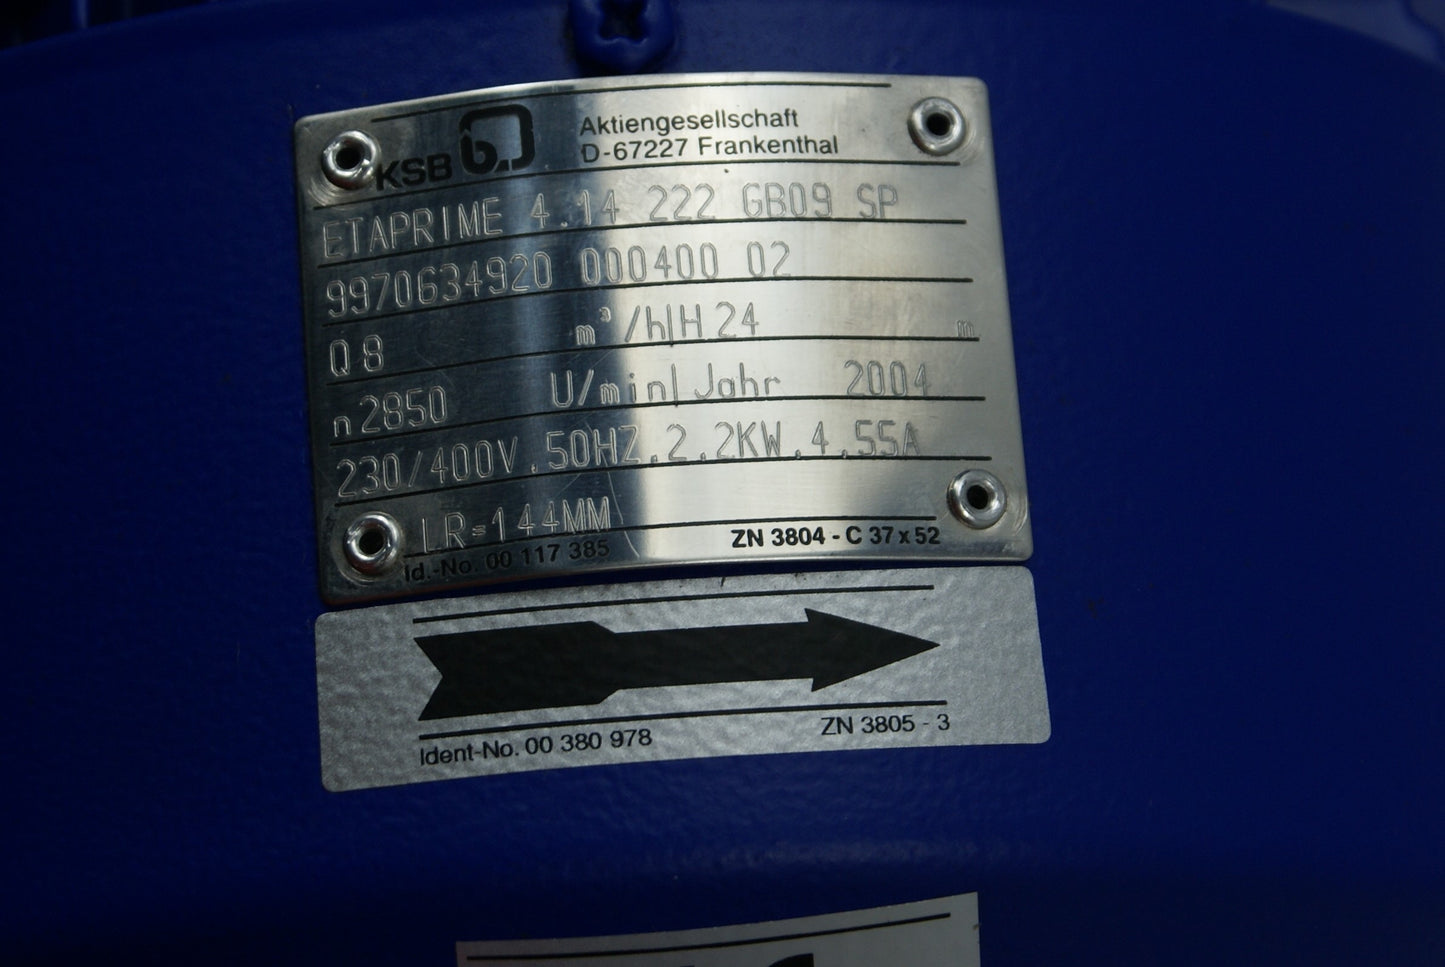 KSB Aktiengesellschaft
D-67227 Frankenthal
ETAPRIME 4.14 222 GB09 SP
9970634920 000400 02
Q 8 m³/h|H 24 m
n 2850 U/min|Jahr 2004
230/400V.50HZ.2.2KW.4.55A
LR=144MM
Id.-No. 00 117 385 ZN 3804 - C 37 x 52
Ident-No. 00 380 978 ZN 3805 - 3